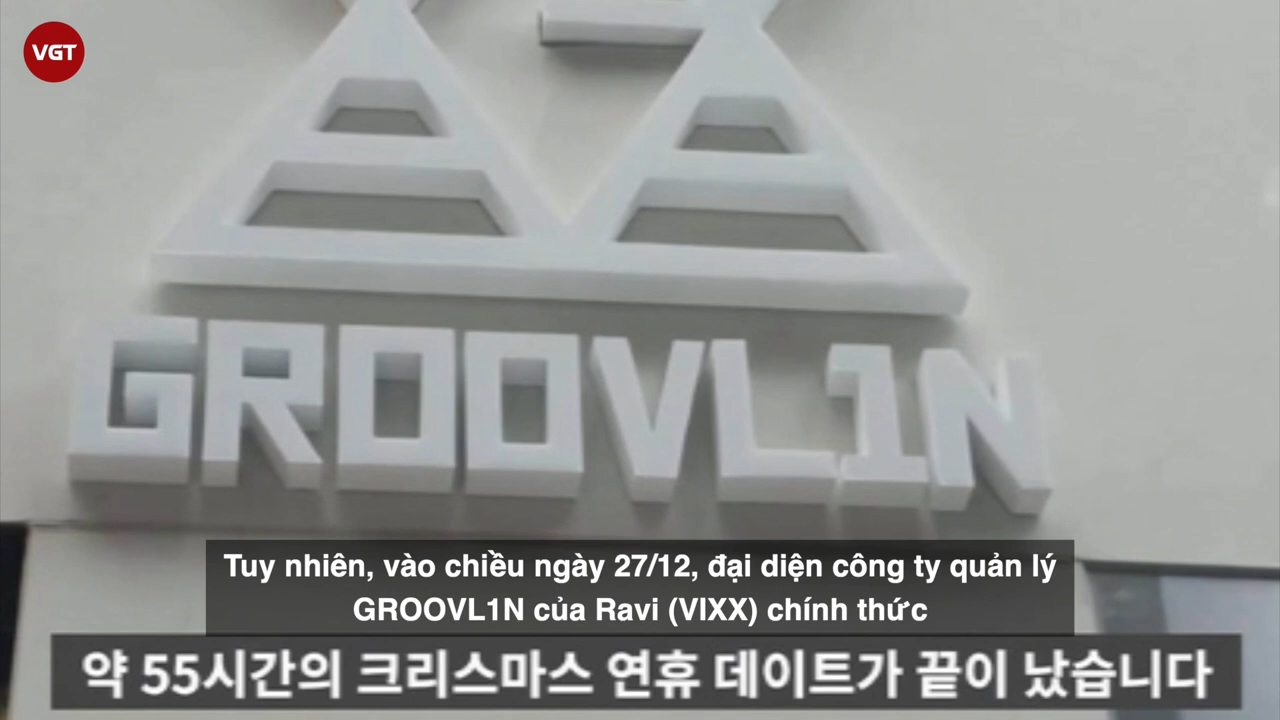 VGT
GROOVL1N
Tuy nhiên, vào chiều ngày 27/12, đại diện công ty quản lý
GROOVL1N của Ravi (VIXX) chính thức
약 55시간의 크리스마스 연휴 데이트가 끝이 났습니다